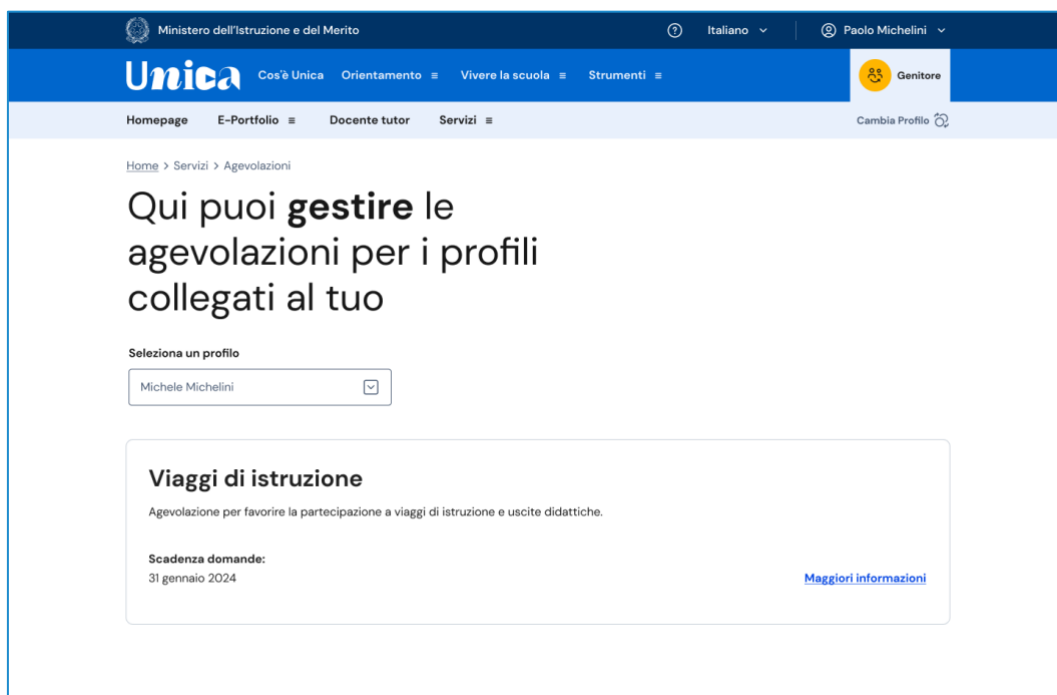 Ministero dell'Istruzione e del Merito Italiano Paolo Michelini
Unica Cos'è Unica Orientamento Vivere la scuola Strumenti Genitore
Homepage E-Portfolio Docente tutor Servizi Cambia Profilo
Home > Servizi > Agevolazioni
Qui puoi gestire le
agevolazioni per i profili
collegati al tuo
Seleziona un profilo
Michele Michelini
Viaggi di istruzione
Agevolazione per favorire la partecipazione a viaggi di istruzione e uscite didattiche.
Scadenza domande:
31 gennaio 2024 Maggiori informazioni